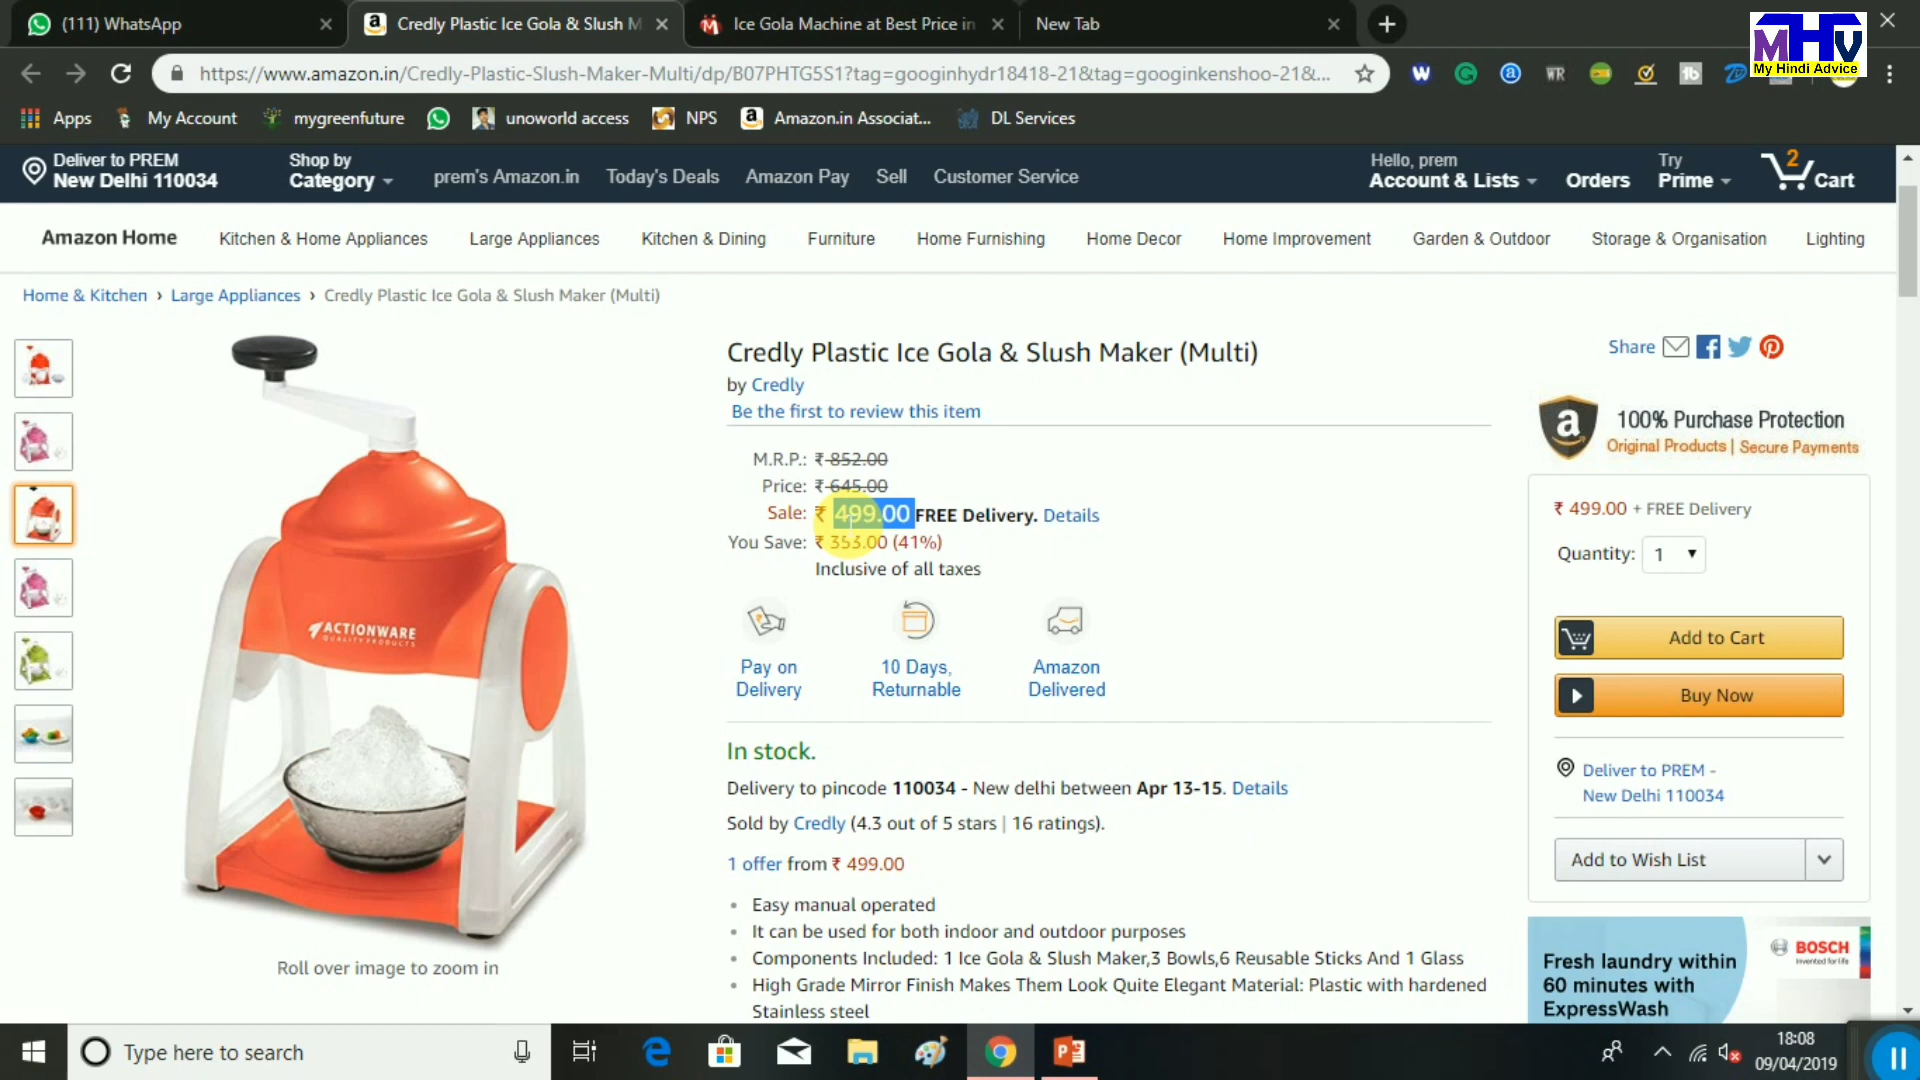 (111) WhatsApp
Credly Plastic Ice Gola & Slush M
Ice Gola Machine at Best Price in
New Tab
MHV
My Hindi Advice
https://www.amazon.in/Credly-Plastic-Slush-Maker-Multi/dp/B07PHTG5S1?tag=googinhydr18418-21&tag=googinkenshoo-21&...
Apps
My Account
mygreenfuture
unoworld access
NPS
Amazon.in Associat...
DL Services
Deliver to PREM
New Delhi 110034
Shop by
Category
prem's Amazon.in
Today's Deals
Amazon Pay
Sell
Customer Service
Hello, prem
Account & Lists
Orders
Try
Prime
2
Cart
Amazon Home
Kitchen & Home Appliances
Large Appliances
Kitchen & Dining
Furniture
Home Furnishing
Home Decor
Home Improvement
Garden & Outdoor
Storage & Organisation
Lighting
Home & Kitchen › Large Appliances › Credly Plastic Ice Gola & Slush Maker (Multi)
ACTIONWARE
QUALITY PRODUCTS
Roll over image to zoom in
Credly Plastic Ice Gola & Slush Maker (Multi)
by Credly
Be the first to review this item
M.R.P.: ₹ 852.00
Price: ₹ 645.00
Sale: ₹ 499.00 FREE Delivery. Details
You Save: ₹ 353.00 (41%)
Inclusive of all taxes
Pay on
Delivery
10 Days,
Returnable
Amazon
Delivered
In stock.
Delivery to pincode 110034 - New delhi between Apr 13-15. Details
Sold by Credly (4.3 out of 5 stars | 16 ratings).
1 offer from ₹ 499.00
• Easy manual operated
• It can be used for both indoor and outdoor purposes
• Components Included: 1 Ice Gola & Slush Maker,3 Bowls,6 Reusable Sticks And 1 Glass
• High Grade Mirror Finish Makes Them Look Quite Elegant Material: Plastic with hardened
Stainless steel
Share
100% Purchase Protection
Original Products | Secure Payments
₹ 499.00 + FREE Delivery
Quantity: 1
Add to Cart
Buy Now
Deliver to PREM -
New Delhi 110034
Add to Wish List
Fresh laundry within
60 minutes with
ExpressWash
BOSCH
Invented for life
Type here to search
18:08
09/04/2019